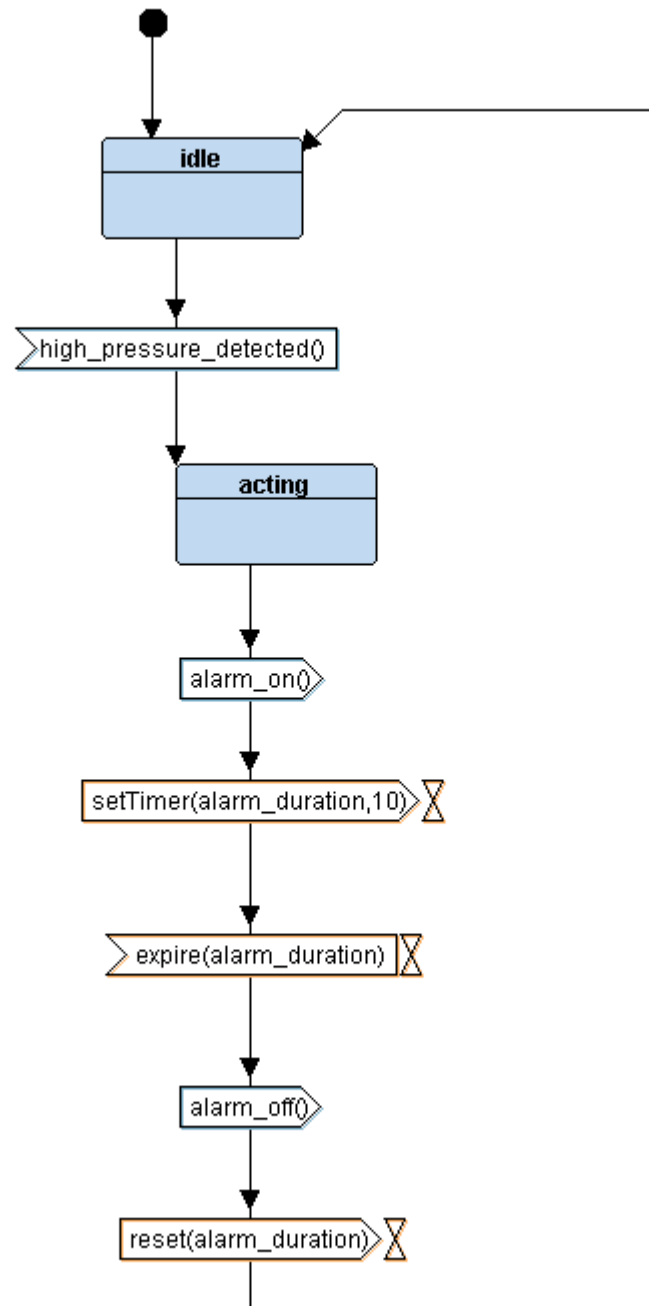 idle
high_pressure_detected()
acting
alarm_on()
setTimer(alarm_duration,10)
expire(alarm_duration)
alarm_off()
reset(alarm_duration)